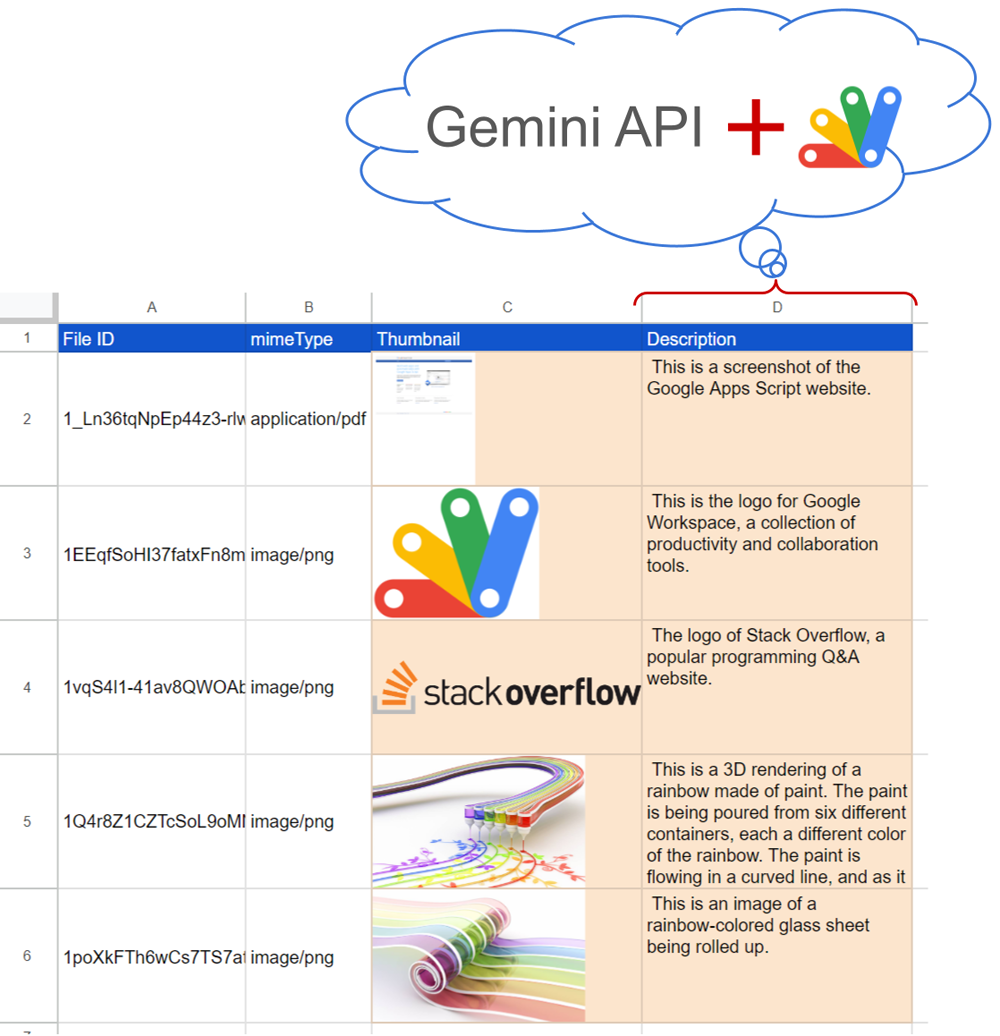 Gemini API +
A B C D
1 File ID mimeType Thumbnail Description
2 1_Ln36tqNpEp44z3-rlw application/pdf
This is a screenshot of the
Google Apps Script website.
3 1EEqfSoHI37fatxFn8m image/png
This is the logo for Google
Workspace, a collection of
productivity and collaboration
tools.
4 1vqS4I1-41av8QWOAb image/png
stackoverflow
The logo of Stack Overflow, a
popular programming Q&A
website.
5 1Q4r8Z1CZTcSoL9oM image/png
This is a 3D rendering of a
rainbow made of paint. The paint
is being poured from six different
containers, each a different color
of the rainbow. The paint is
flowing in a curved line, and as it
6 1poXkFTh6wCs7TS7a image/png
This is an image of a
rainbow-colored glass sheet
being rolled up.